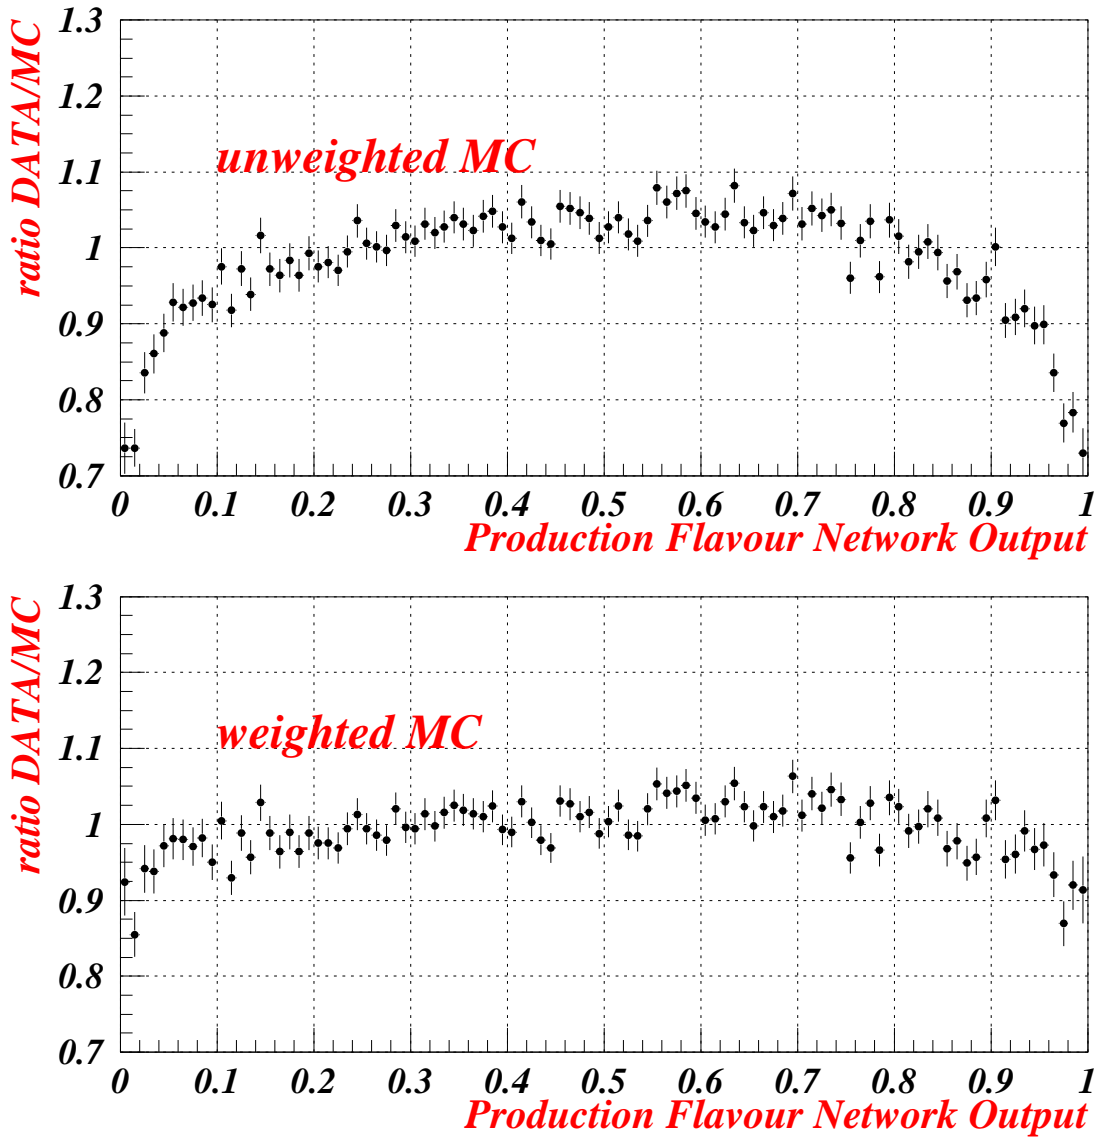 ratio DATA/MC
1.3
1.2
1.1
1
0.9
0.8
0.7
unweighted MC
0 0.1 0.2 0.3 0.4 0.5 0.6 0.7 0.8 0.9 1
Production Flavour Network Output
ratio DATA/MC
1.3
1.2
1.1
1
0.9
0.8
0.7
weighted MC
0 0.1 0.2 0.3 0.4 0.5 0.6 0.7 0.8 0.9 1
Production Flavour Network Output